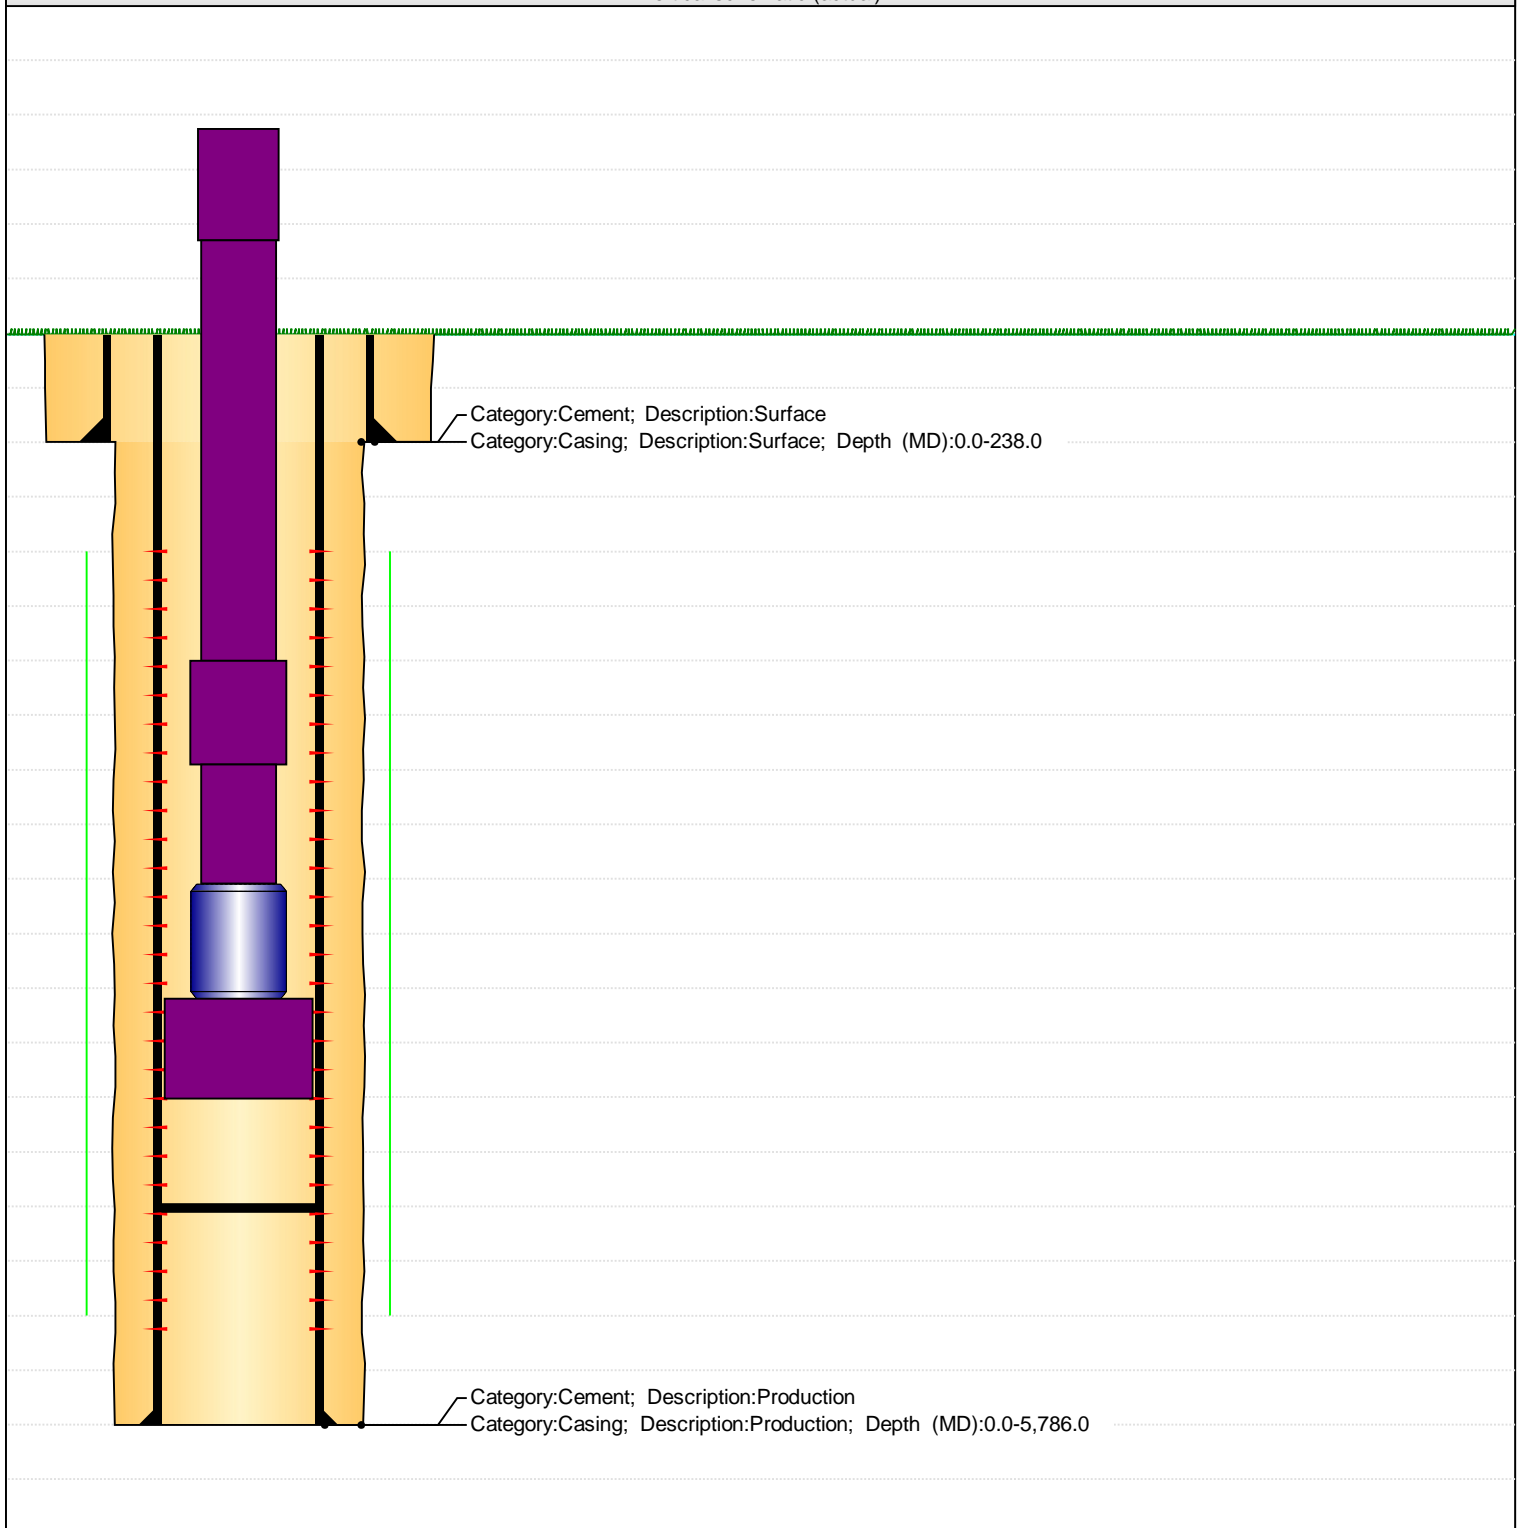 Category:Cement; Description:Surface
Category:Casing; Description:Surface; Depth (MD):0.0-238.0
Category:Cement; Description:Production
Category:Casing; Description:Production; Depth (MD):0.0-5,786.0